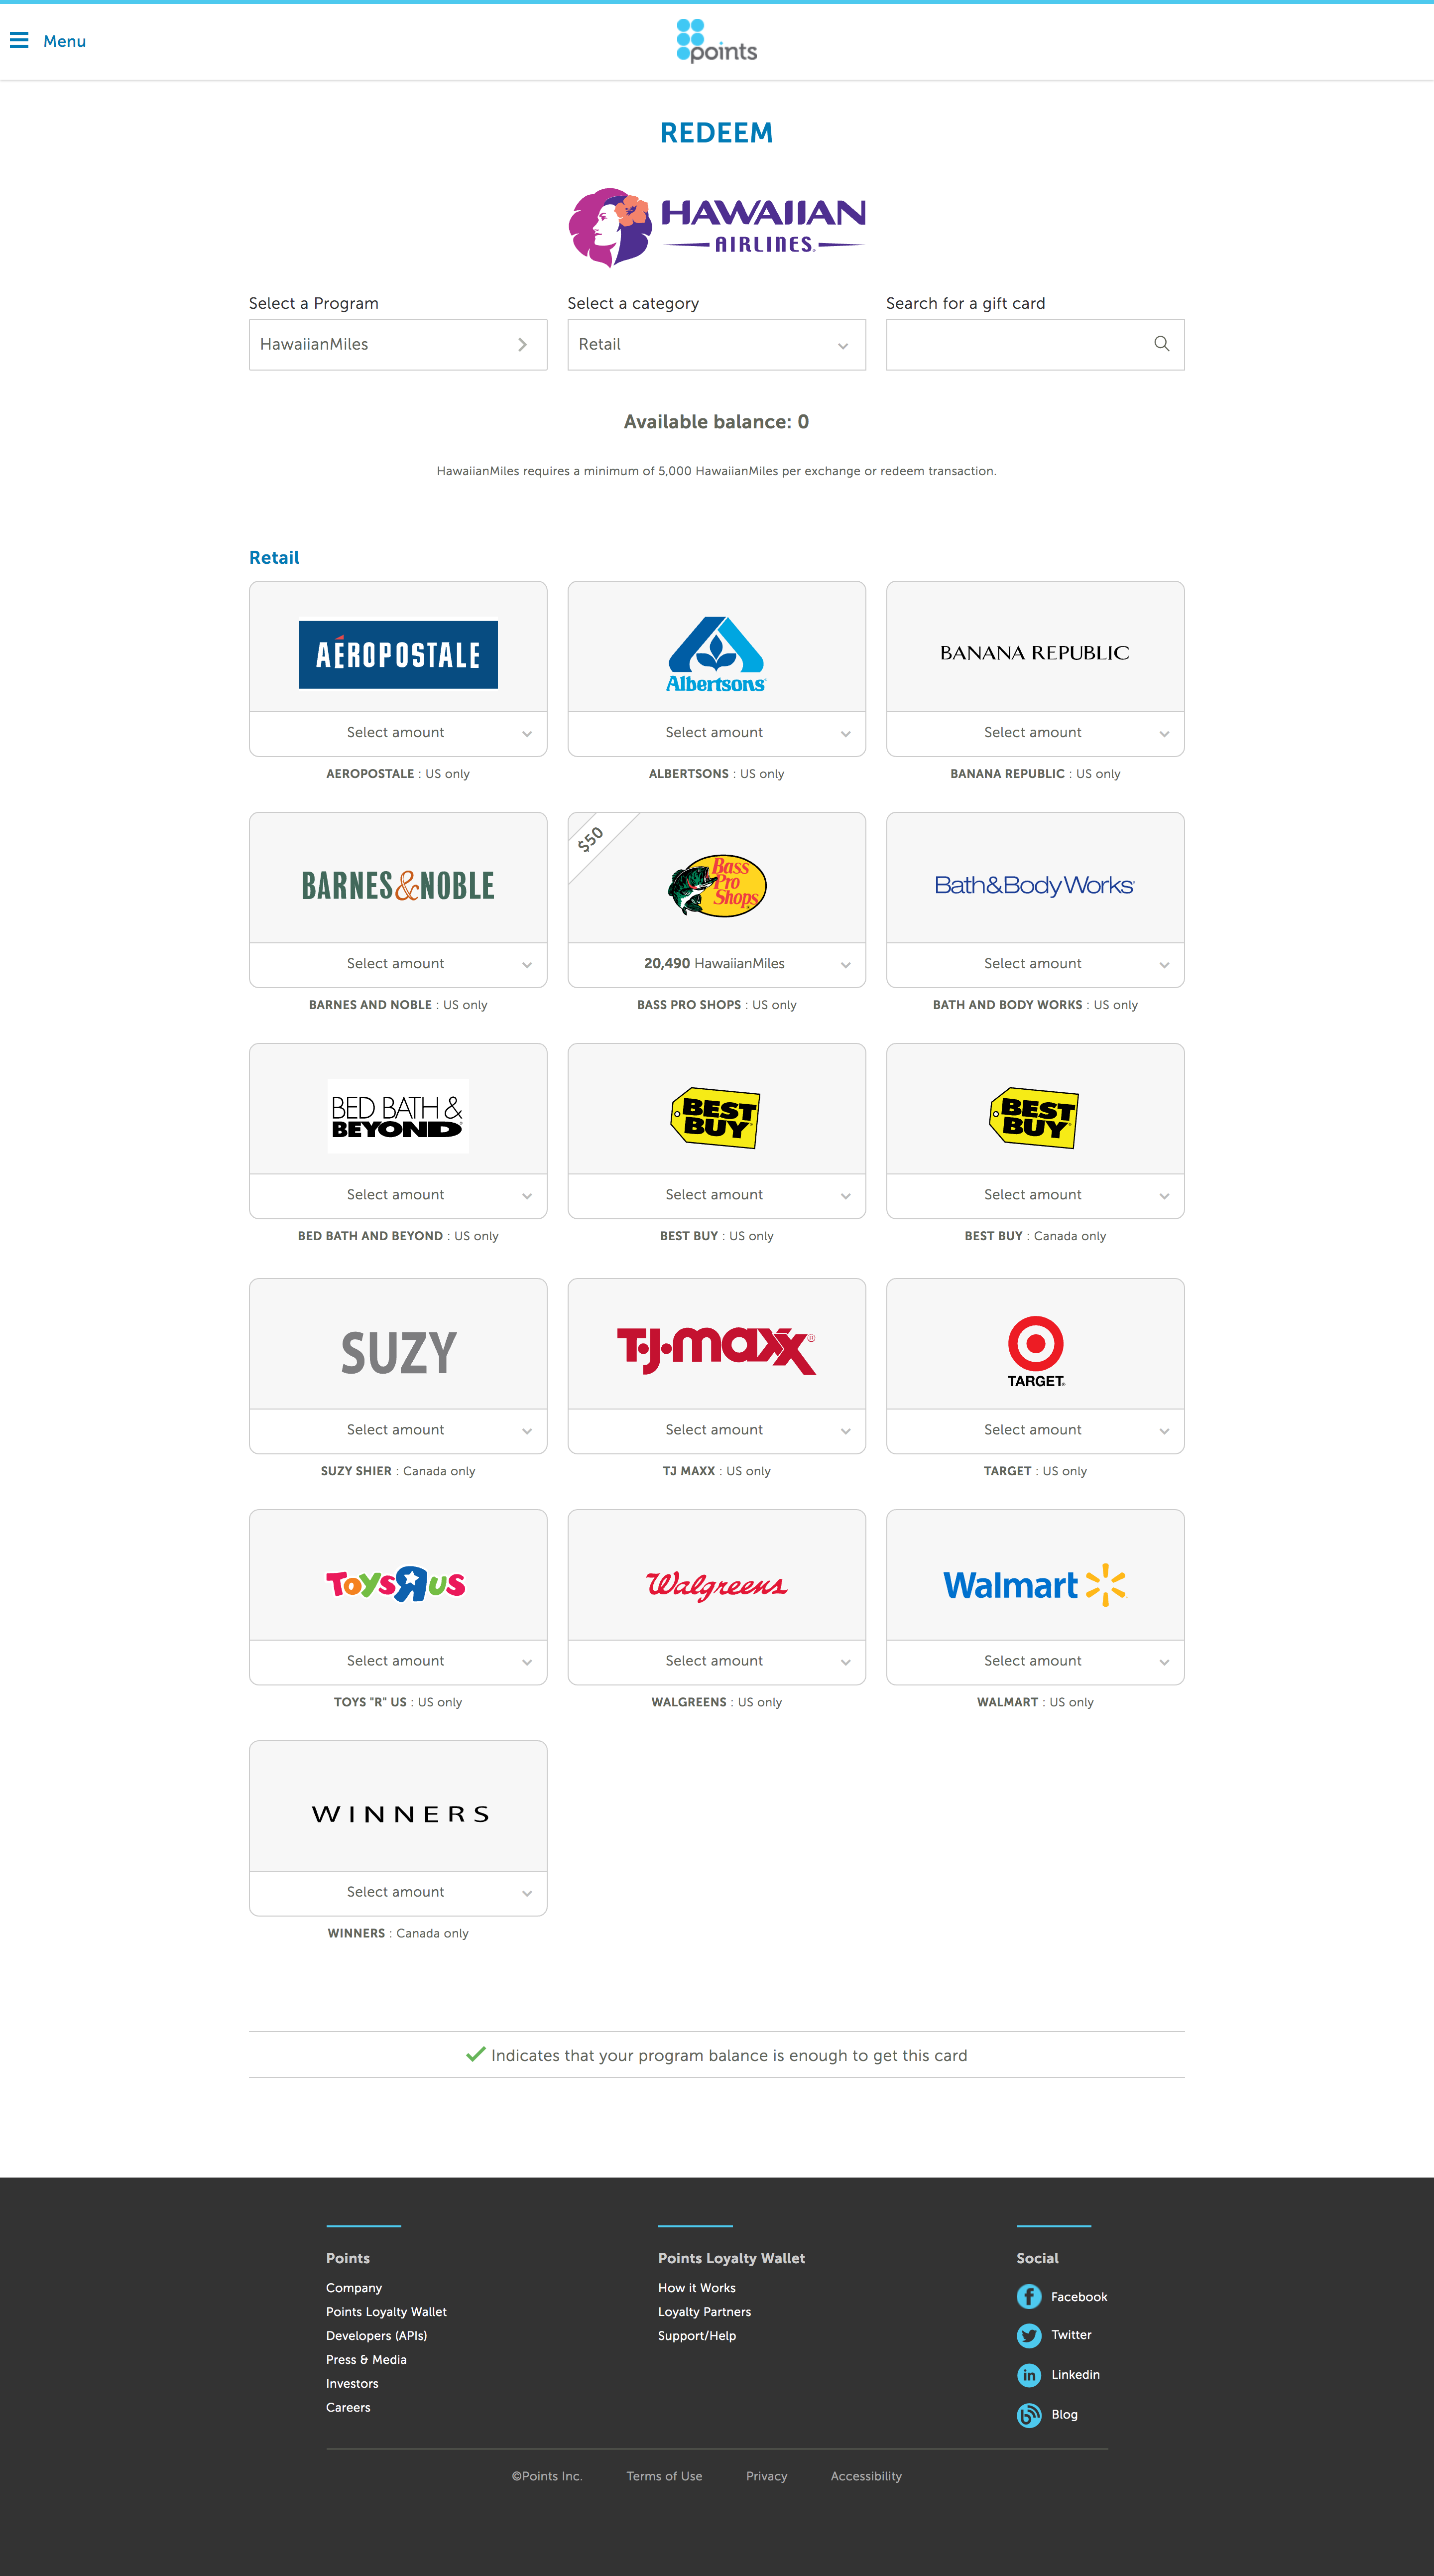 Menu
points
REDEEM
HAWAIIAN
AIRLINES®
Select a Program
Select a category
Search for a gift card
HawaiianMiles
Retail
Available balance: 0
HawaiianMiles requires a minimum of 5,000 HawaiianMiles per exchange or redeem transaction.
Retail
AÉROPOSTALE
Albertsons
BANANA REPUBLIC
Select amount
Select amount
Select amount
AEROPOSTALE : US only
ALBERTSONS : US only
BANANA REPUBLIC : US only
BARNES&NOBLE
$50
Bass
Pro
Shops
Bath&BodyWorks
Select amount
20,490 HawaiianMiles
Select amount
BARNES AND NOBLE : US only
BASS PRO SHOPS : US only
BATH AND BODY WORKS : US only
BED BATH &
BEYOND
BEST
BUY
BEST
BUY
Select amount
Select amount
Select amount
BED BATH AND BEYOND : US only
BEST BUY : US only
BEST BUY : Canada only
SUZY
T·J·maxx®
TARGET
Select amount
Select amount
Select amount
SUZY SHIER : Canada only
TJ MAXX : US only
TARGET : US only
ToysRus
Walgreens
Walmart
Select amount
Select amount
Select amount
TOYS "R" US : US only
WALGREENS : US only
WALMART : US only
WINNERS
Select amount
WINNERS : Canada only
Indicates that your program balance is enough to get this card
Points
Company
Points Loyalty Wallet
Developers (APIs)
Press & Media
Investors
Careers
Points Loyalty Wallet
How it Works
Loyalty Partners
Support/Help
Social
Facebook
Twitter
Linkedin
Blog
©Points Inc.
Terms of Use
Privacy
Accessibility